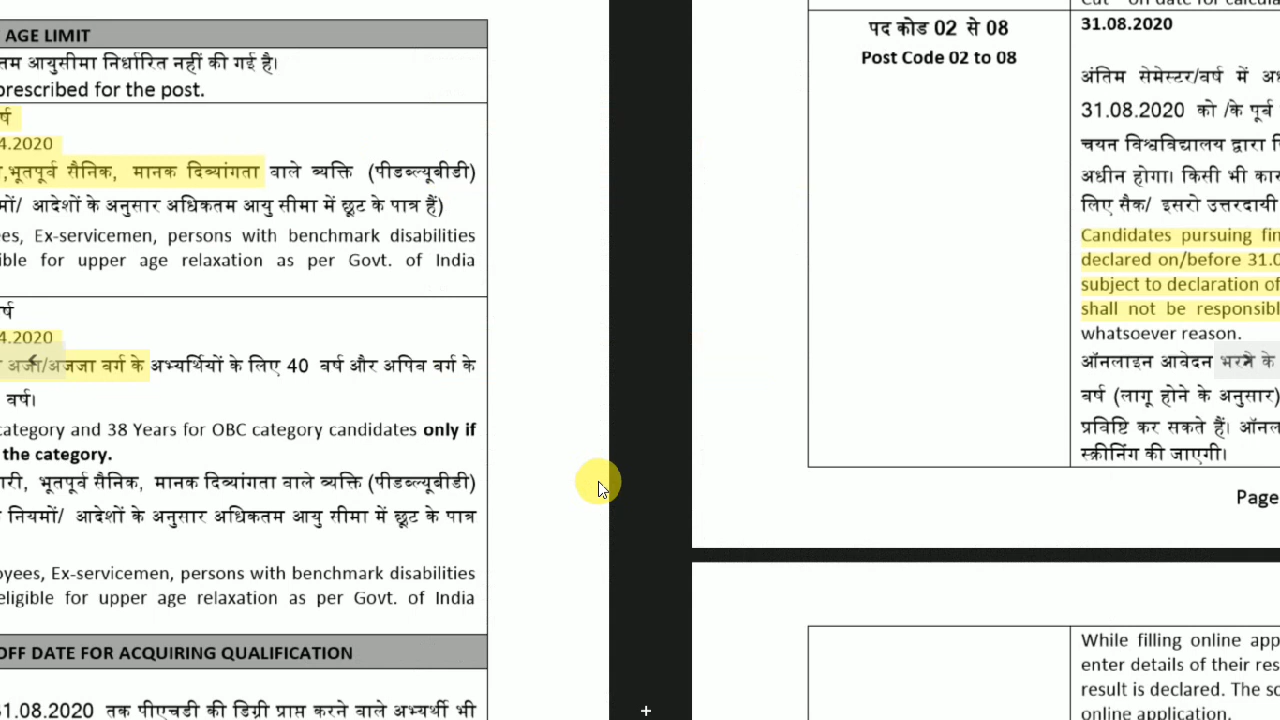 AGE LIMIT
तम आयुसीमा निर्धारित नहीं की गई है।
prescribed for the post.
र्ष
4.2020
,भूतपूर्व सैनिक, मानक दिव्यांगता वाले व्यक्ति (पीडब्ल्यूबीडी)
मों/ आदेशों के अनुसार अधिकतम आयु सीमा में छूट के पात्र हैं)
ees, Ex-servicemen, persons with benchmark disabilities
ible for upper age relaxation as per Govt. of India
र्ष
4.2020
अजा/अजजा वर्ग के अभ्यर्थियों के लिए 40 वर्ष और अपिव वर्ग के
वर्ष।
category and 38 Years for OBC category candidates only if
the category.
ारी, भूतपूर्व सैनिक, मानक दिव्यांगता वाले व्यक्ति (पीडब्ल्यूबीडी)
नियमों/ आदेशों के अनुसार अधिकतम आयु सीमा में छूट के पात्र
oyees, Ex-servicemen, persons with benchmark disabilities
eligible for upper age relaxation as per Govt. of India
OFF DATE FOR ACQUIRING QUALIFICATION
31.08.2020 तक पीएचडी की डिग्री प्राप्त करने वाले अभ्यर्थी भी
पद कोड 02 से 08
Post Code 02 to 08
31.08.2020
अंतिम सेमेस्टर/वर्ष में
31.08.2020 को /के पूर्व
चयन विश्वविद्यालय द्वारा
अधीन होगा। किसी भी
लिए सैक/ इसरो उत्तरदायी
Candidates pursuing fin
declared on/before 31.0
subject to declaration of
shall not be responsibl
whatsoever reason.
ऑनलाइन आवेदन भरने के
वर्ष (लागू होने के अनुसार)
प्रविष्टि कर सकते हैं। ऑनल
स्क्रीनिंग की जाएगी।
Page
While filling online app
enter details of their res
result is declared. The sc
online application.